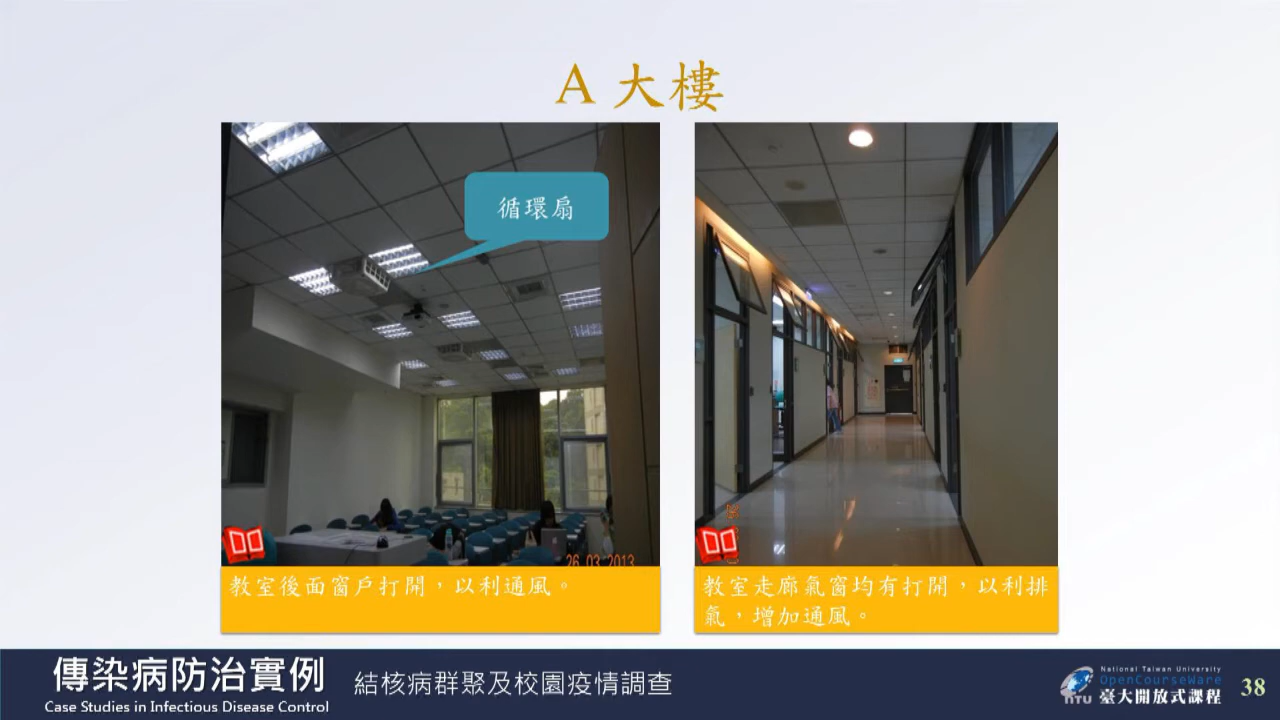 A 大樓
循環扇
26 03 2013
教室後面窗戶打開，以利通風。
教室走廊氣窗均有打開，以利排
氣，增加通風。
傳染病防治實例
Case Studies in Infectious Disease Control
結核病群聚及校園疫情調查
National Taiwan University
OpenCourseWare
NTU 臺大開放式課程
38